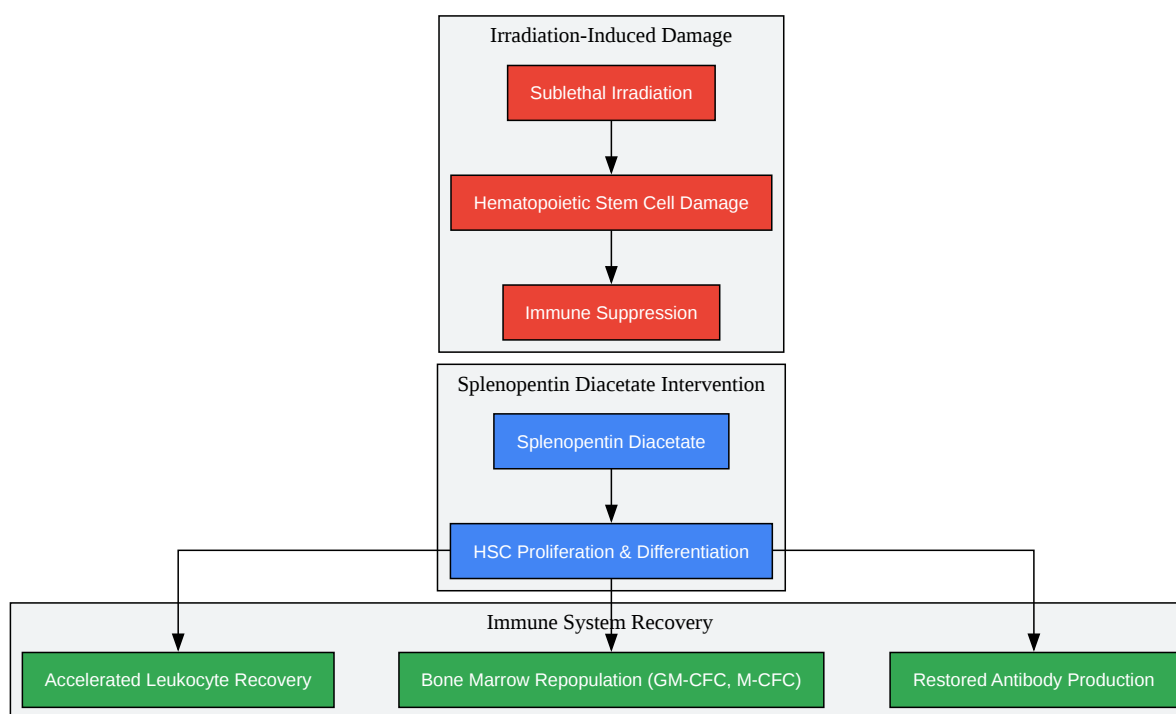 Irradiation-Induced Damage
Sublethal Irradiation
Hematopoietic Stem Cell Damage
Immune Suppression
Splenopentin Diacetate Intervention
Splenopentin Diacetate
HSC Proliferation & Differentiation
Immune System Recovery
Accelerated Leukocyte Recovery
Bone Marrow Repopulation (GM-CFC, M-CFC)
Restored Antibody Production